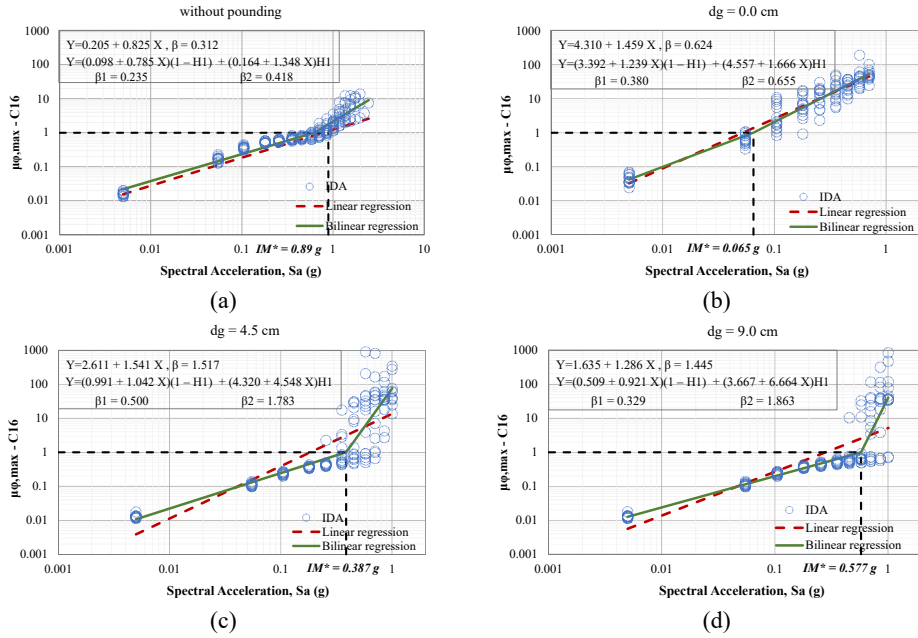 without pounding
Y=0.205 + 0.825 X , β = 0.312
Y=(0.098 + 0.785 X)(1 – H1) + (0.164 + 1.348 X)H1
β1 = 0.235 β2 = 0.418
1000
100
10
1
0.1
0.01
0.001
μφ,max - C16
IDA
Linear regression
Bilinear regression
0.001 0.01 0.1 1 10
IM* = 0.89 g
Spectral Acceleration, Sa (g)
(a)
dg = 0.0 cm
Y=4.310 + 1.459 X , β = 0.624
Y=(3.392 + 1.239 X)(1 – H1) + (4.557 + 1.666 X)H1
β1 = 0.380 β2 = 0.655
1000
100
10
1
0.1
0.01
0.001
μφ,max - C16
IDA
Linear regression
Bilinear regression
0.001 0.01 0.1 1
IM* = 0.065 g
Spectral Acceleration, Sa (g)
(b)
dg = 4.5 cm
Y=2.611 + 1.541 X , β = 1.517
Y=(0.991 + 1.042 X)(1 – H1) + (4.320 + 4.548 X)H1
β1 = 0.500 β2 = 1.783
1000
100
10
1
0.1
0.01
0.001
μφ,max - C16
IDA
Linear regression
Bilinear regression
0.001 0.01 0.1 1
IM* = 0.387 g
Spectral Acceleration, Sa (g)
(c)
dg = 9.0 cm
Y=1.635 + 1.286 X , β = 1.445
Y=(0.509 + 0.921 X)(1 – H1) + (3.667 + 6.664 X)H1
β1 = 0.329 β2 = 1.863
1000
100
10
1
0.1
0.01
0.001
μφ,max - C16
IDA
Linear regression
Bilinear regression
0.001 0.01 0.1 1
IM* = 0.577 g
Spectral Acceleration, Sa (g)
(d)